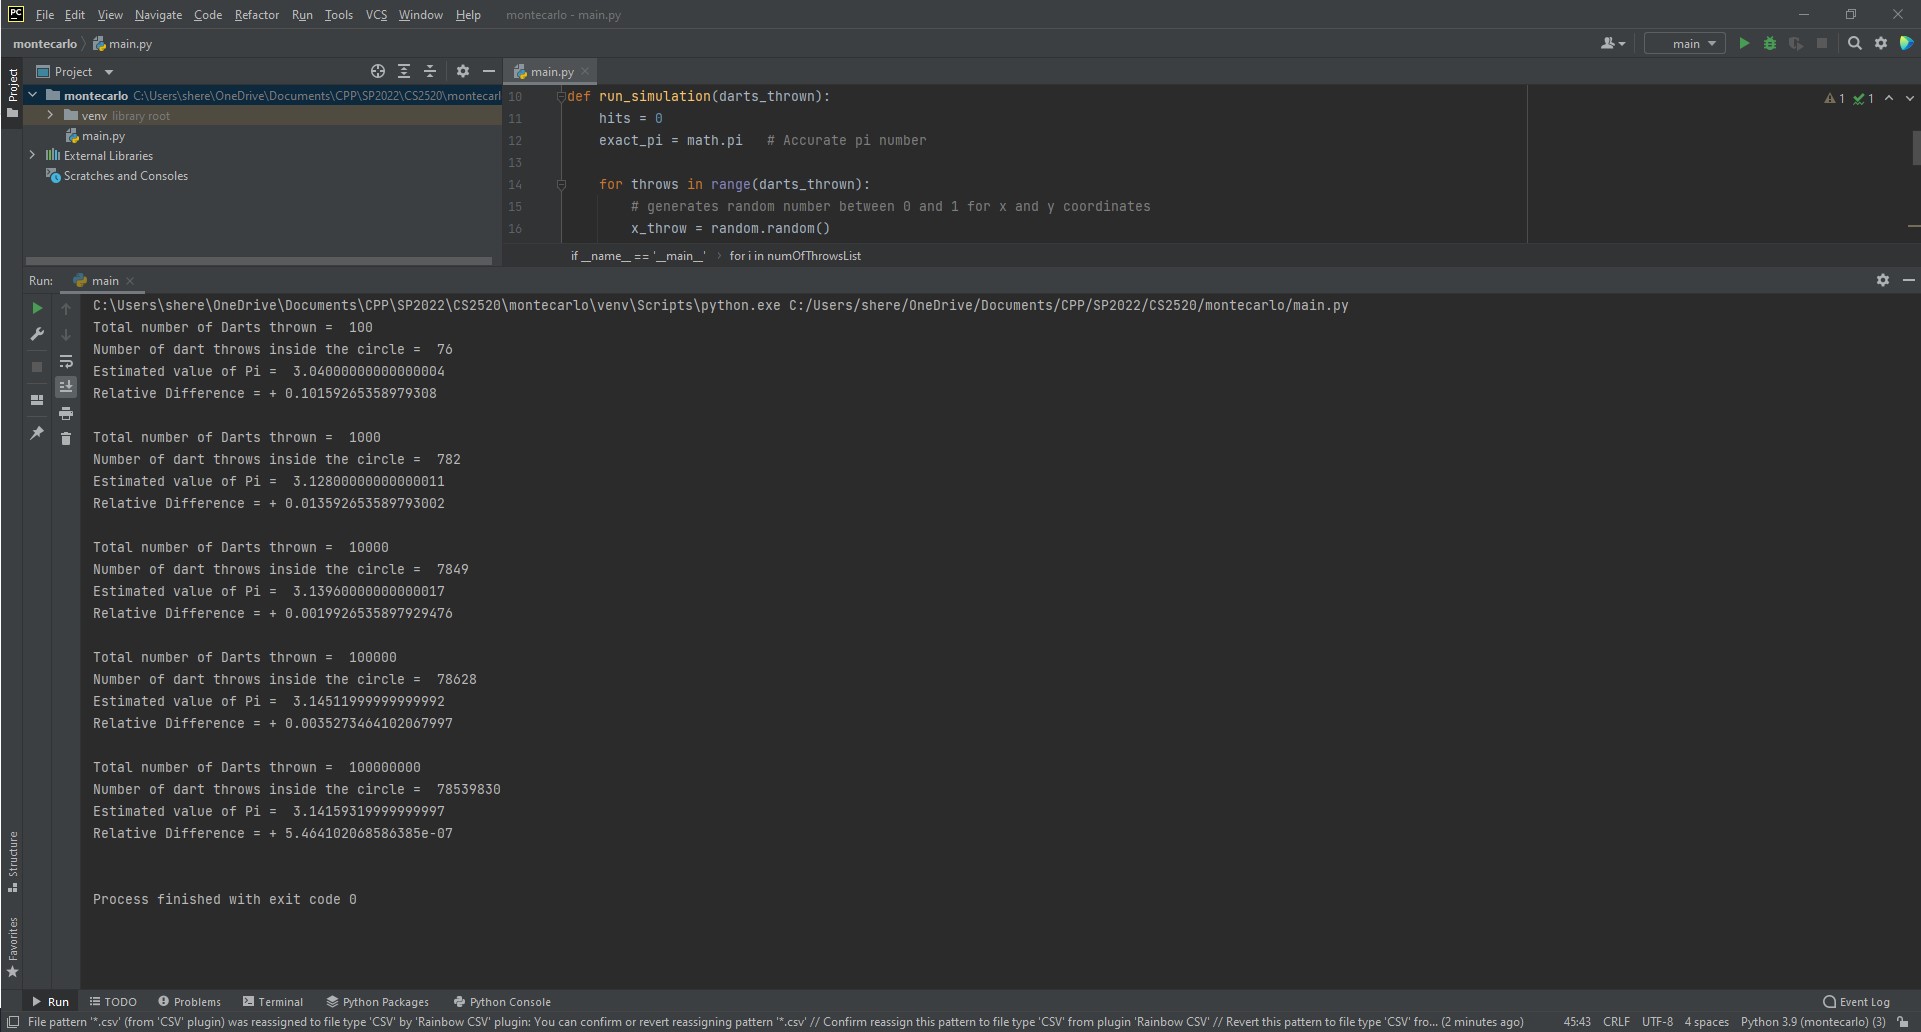 PC File Edit View Navigate Code Refactor Run Tools VCS Window Help montecarlo - main.py
montecarlo main.py main
Project
Project main.py
montecarlo C:\Users\shere\OneDrive\Documents\CPP\SP2022\CS2520\montecarl
venv library root
main.py
External Libraries
Scratches and Consoles
10 def run_simulation(darts_thrown):
11 hits = 0
12 exact_pi = math.pi # Accurate pi number
13
14 for throws in range(darts_thrown):
15 # generates random number between 0 and 1 for x and y coordinates
16 x_throw = random.random()
1 1
if __name__ == '__main__' › for i in numOfThrowsList
Run: main
C:\Users\shere\OneDrive\Documents\CPP\SP2022\CS2520\montecarlo\venv\Scripts\python.exe C:/Users/shere/OneDrive/Documents/CPP/SP2022/CS2520/montecarlo/main.py
Total number of Darts thrown =  100
Number of dart throws inside the circle =  76
Estimated value of Pi =  3.04000000000000004
Relative Difference = + 0.10159265358979308
Total number of Darts thrown =  1000
Number of dart throws inside the circle =  782
Estimated value of Pi =  3.12800000000000011
Relative Difference = + 0.013592653589793002
Total number of Darts thrown =  10000
Number of dart throws inside the circle =  7849
Estimated value of Pi =  3.13960000000000017
Relative Difference = + 0.0019926535897929476
Total number of Darts thrown =  100000
Number of dart throws inside the circle =  78628
Estimated value of Pi =  3.14511999999999992
Relative Difference = + 0.0035273464102067997
Total number of Darts thrown =  100000000
Number of dart throws inside the circle =  78539830
Estimated value of Pi =  3.14159319999999997
Relative Difference = + 5.464102068586385e-07
Process finished with exit code 0
Structure
Favorites
Run TODO Problems Terminal Python Packages Python Console Event Log
File pattern '*.csv' (from 'CSV' plugin) was reassigned to file type 'CSV' by 'Rainbow CSV' plugin: You can confirm or revert reassigning pattern '*.csv' // Confirm reassign this pattern to file type 'CSV' from plugin 'Rainbow CSV' // Revert this pattern to file type 'CSV' fro... (2 minutes ago) 45:43 CRLF UTF-8 4 spaces Python 3.9 (montecarlo) (3)